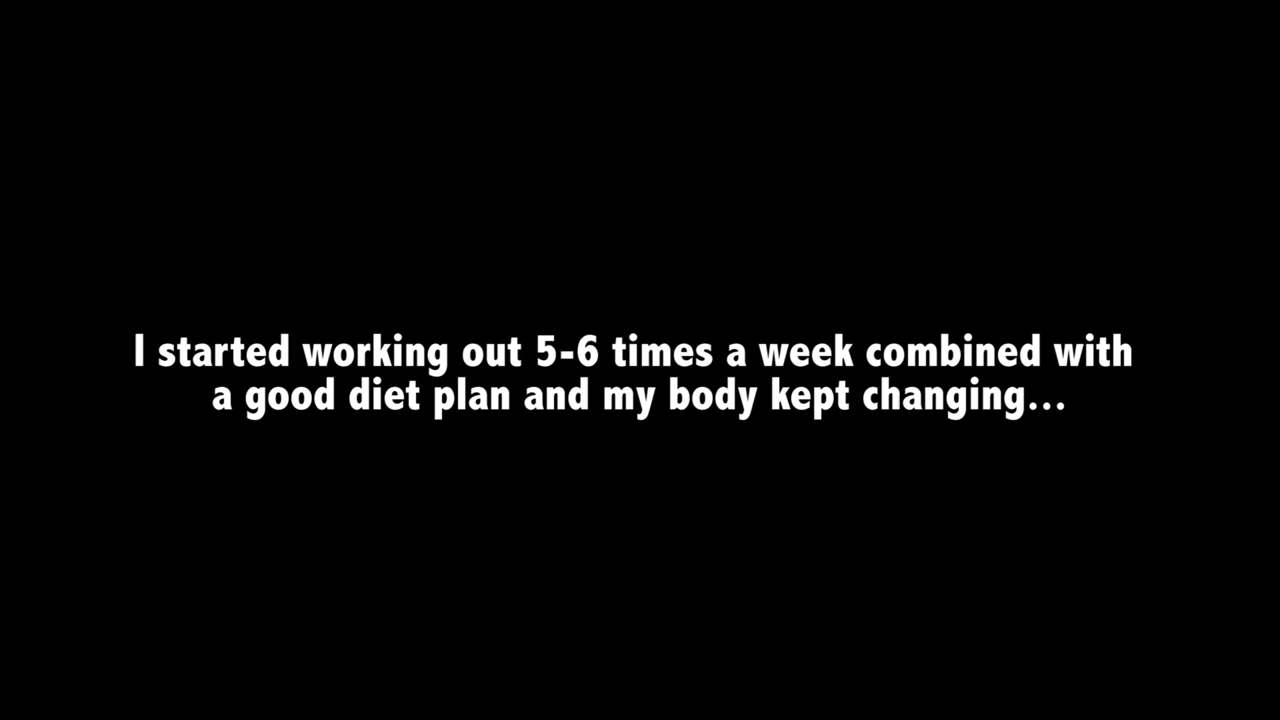 I started working out 5-6 times a week combined with
a good diet plan and my body kept changing...